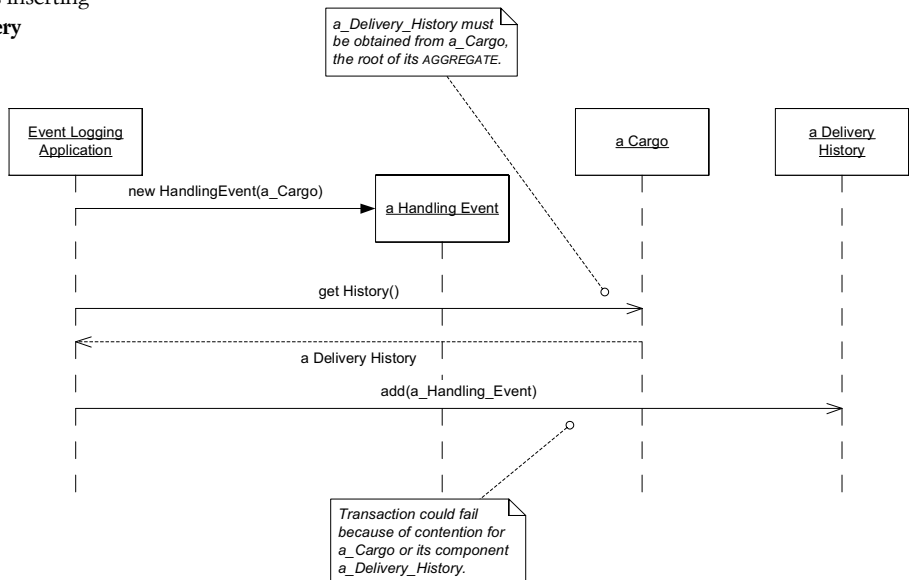 inserting
ery
a_Delivery_History must
be obtained from a_Cargo,
the root of its AGGREGATE.
Event Logging
Application
a Cargo
a Delivery
History
new HandlingEvent(a_Cargo)
a Handling Event
get History()
a Delivery History
add(a_Handling_Event)
Transaction could fail
because of contention for
a_Cargo or its component
a_Delivery_History.